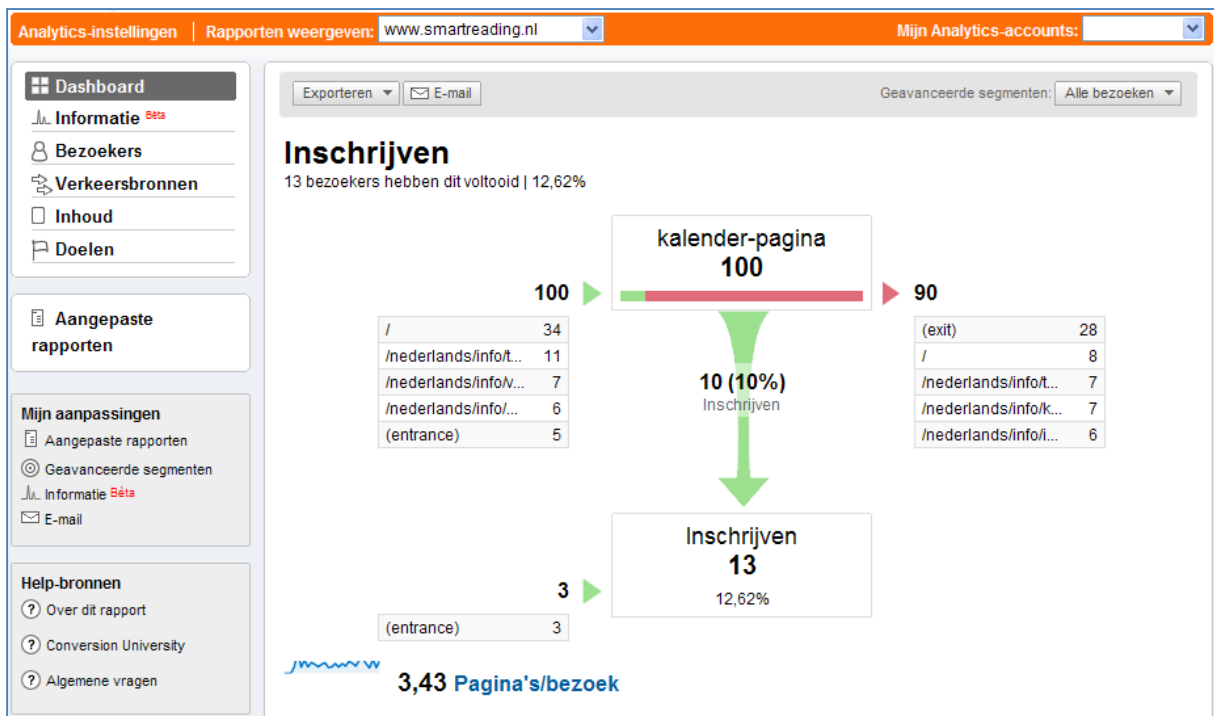 Analytics-instellingen | Rapporten weergeven: www.smartreading.nl Mijn Analytics-accounts:
Dashboard
Informatie Bèta
Bezoekers
Verkeersbronnen
Inhoud
Doelen
Aangepaste
rapporten
Mijn aanpassingen
Aangepaste rapporten
Geavanceerde segmenten
Informatie Bèta
E-mail
Help-bronnen
Over dit rapport
Conversion University
Algemene vragen
Exporteren E-mail Geavanceerde segmenten: Alle bezoeken
Inschrijven
13 bezoekers hebben dit voltooid | 12,62%
kalender-pagina
100
100
/ 34
/nederlands/info/t... 11
/nederlands/info/v... 7
/nederlands/info/... 6
(entrance) 5
90
(exit) 28
/ 8
/nederlands/info/t... 7
/nederlands/info/k... 7
/nederlands/info/i... 6
10 (10%)
Inschrijven
Inschrijven
13
12,62%
3
(entrance) 3
3,43 Pagina's/bezoek